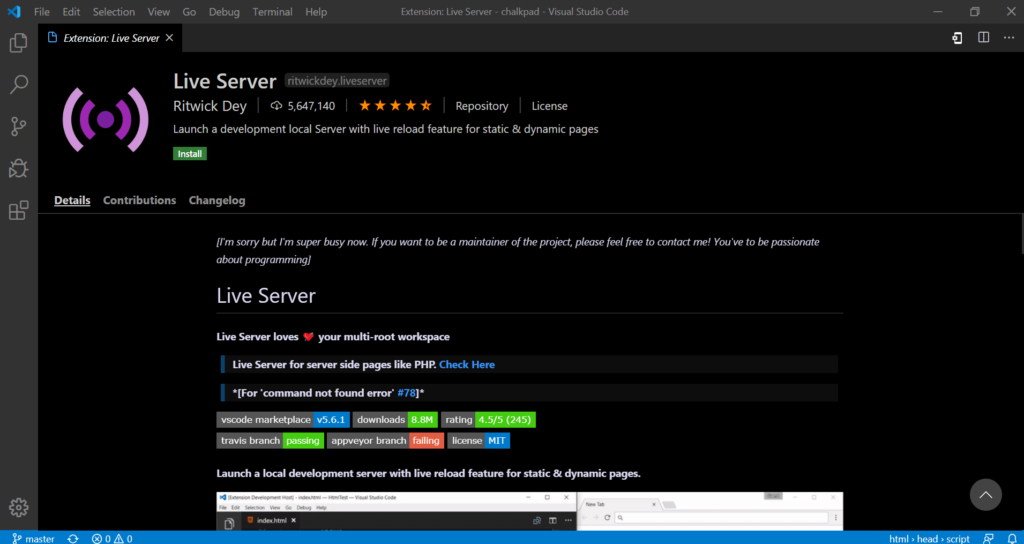 File Edit Selection View Go Debug Terminal Help Extension: Live Server - chalkpad - Visual Studio Code
Extension: Live Server
Live Server ritwickdey.liveserver
Ritwick Dey 5,647,140 Repository License
Launch a development local Server with live reload feature for static & dynamic pages
Install
Details Contributions Changelog
[I'm sorry but I'm super busy now. If you want to be a maintainer of the project, please feel free to contact me! You've to be passionate
about programming]
Live Server
Live Server loves your multi-root workspace
Live Server for server side pages like PHP. Check Here
*[For 'command not found error' #78]*
vscode marketplace v5.6.1 downloads 8.8M rating 4.5/5 (245)
travis branch passing appveyor branch failing license MIT
Launch a local development server with live reload feature for static & dynamic pages.
[Extension Development Host] - index.html — HtmlTest — Visual Studio Code
File Edit Selection View Go Debug Help
index.html
New Tab
master 0 0 html › head › script